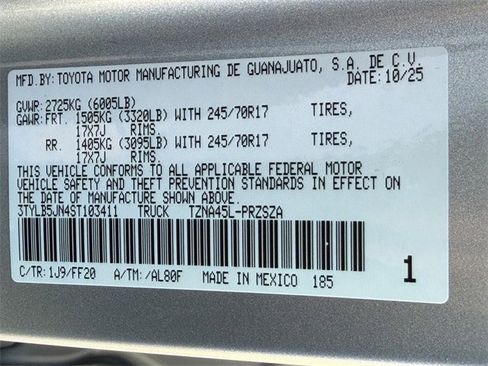 MFD.BY: TOYOTA MOTOR MANUFACTURING DE GUANAJUATO, S.A. DE C.V.
DATE: 10/25
GVWR: 2725KG (6005LB)
GAWR: FRT. 1505KG (3320LB) WITH 245/70R17 TIRES,
17X7J RIMS.
RR. 1405KG (3095LB) WITH 245/70R17 TIRES,
17X7J RIMS.
THIS VEHICLE CONFORMS TO ALL APPLICABLE FEDERAL MOTOR
VEHICLE SAFETY AND THEFT PREVENTION STANDARDS IN EFFECT ON
THE DATE OF MANUFACTURE SHOWN ABOVE.
3TYLB5JN4ST103411 TRUCK TZNA45L-PRZSZA
C/TR: 1J9/FF20 A/TM: /AL80F MADE IN MEXICO 185 1